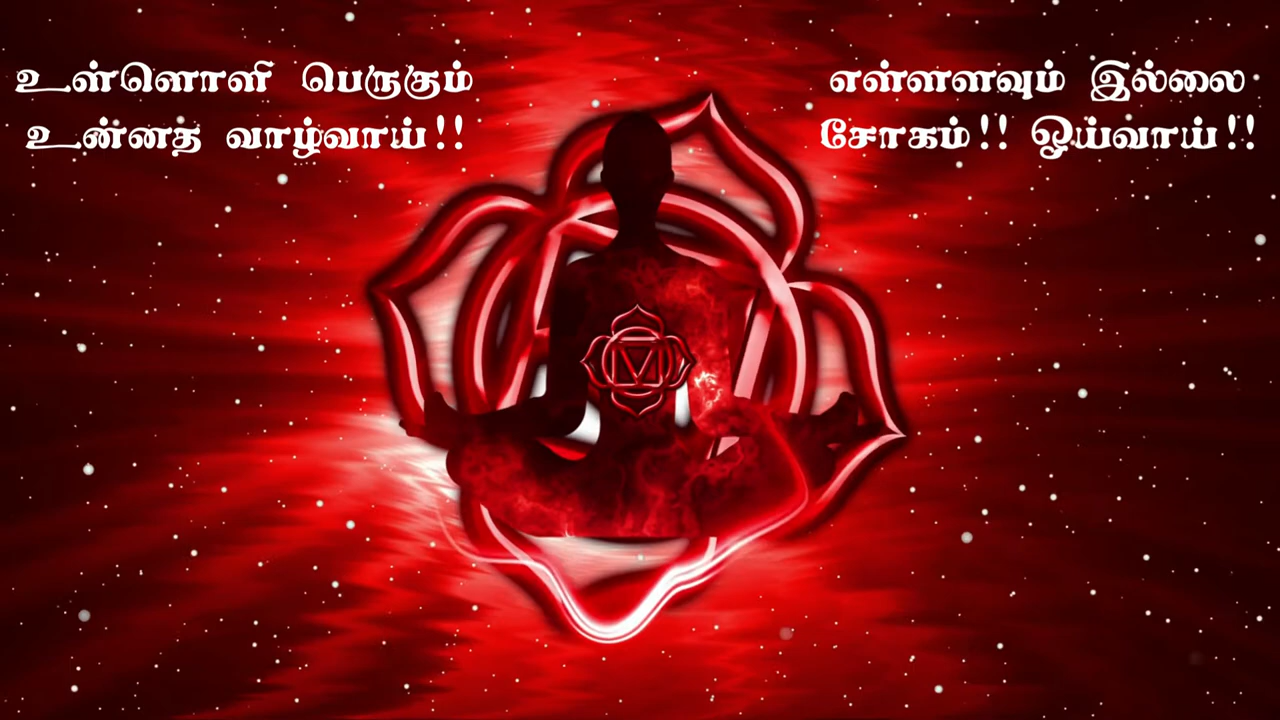 உள்ளொளி பெருகும்
உன்னத வாழ்வாய்!!
எள்ளளவும் இல்லை
சோகம்!! ஓய்வாய்!!